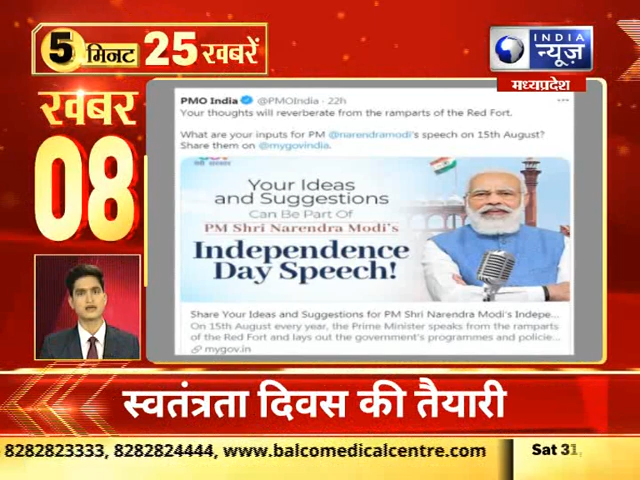 5 मिनट 25 खबरें
INDIA
न्यूज़
मध्यप्रदेश
खबर
08
PMO India @PMOIndia · 22h
Your thoughts will reverberate from the ramparts of the Red Fort.
What are your inputs for PM @narendramodi's speech on 15th August?
Share them on @mygovindia.
Your Ideas
and Suggestions
Can Be Part Of
PM Shri Narendra Modi's
Independence
Day Speech!
Share Your Ideas and Suggestions for PM Shri Narendra Modi's Indepe...
On 15th August every year, the Prime Minister speaks from the ramparts
of the Red Fort and lays out the government's programmes and policie...
mygov.in
स्वतंत्रता दिवस की तैयारी
8282823333, 8282824444, www.balcomedicalcentre.com
Sat 31,